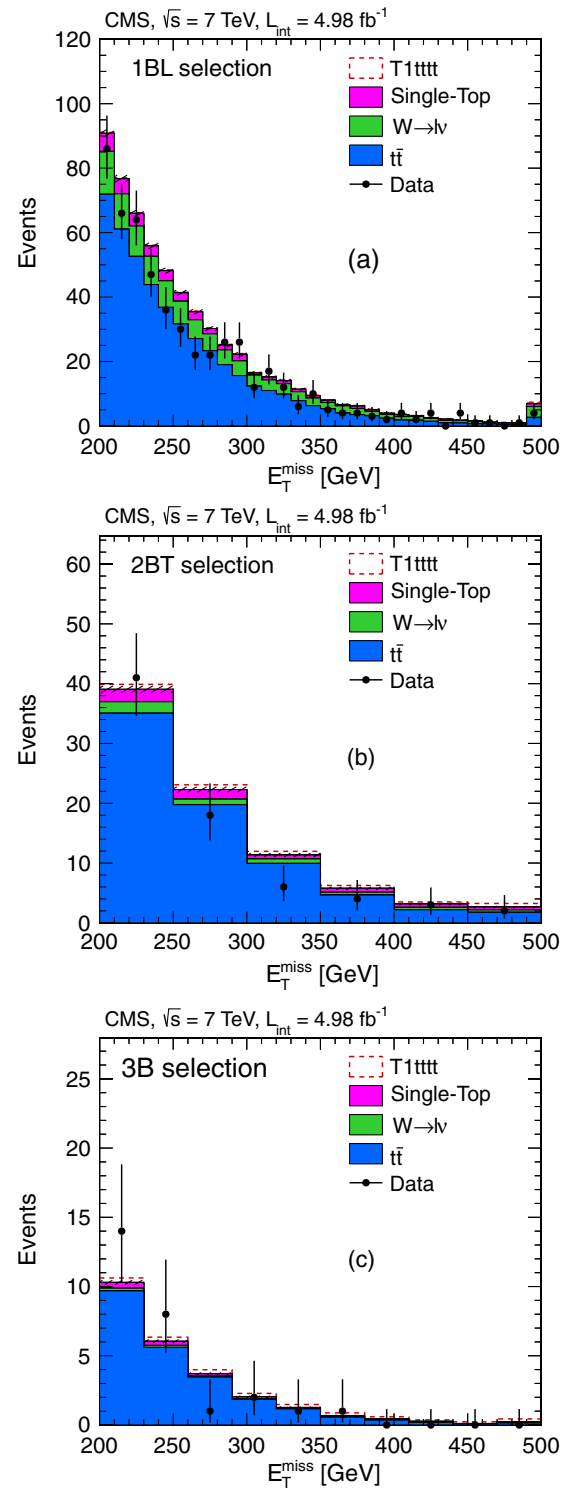 CMS, √s = 7 TeV, L_int = 4.98 fb⁻¹
120
1BL selection
T1tttt
Single-Top
100
W→lν
tt̄
80
Data
Events
(a)
60
40
20
0
200 250 300 350 400 450 500
E_T^miss [GeV]
CMS, √s = 7 TeV, L_int = 4.98 fb⁻¹
2BT selection
T1tttt
60
Single-Top
W→lν
50
tt̄
Data
Events
40
30
(b)
20
10
0
200 250 300 350 400 450 500
E_T^miss [GeV]
CMS, √s = 7 TeV, L_int = 4.98 fb⁻¹
3B selection
T1tttt
25
Single-Top
W→lν
20
tt̄
Data
Events
15
(c)
10
5
0
200 250 300 350 400 450 500
E_T^miss [GeV]